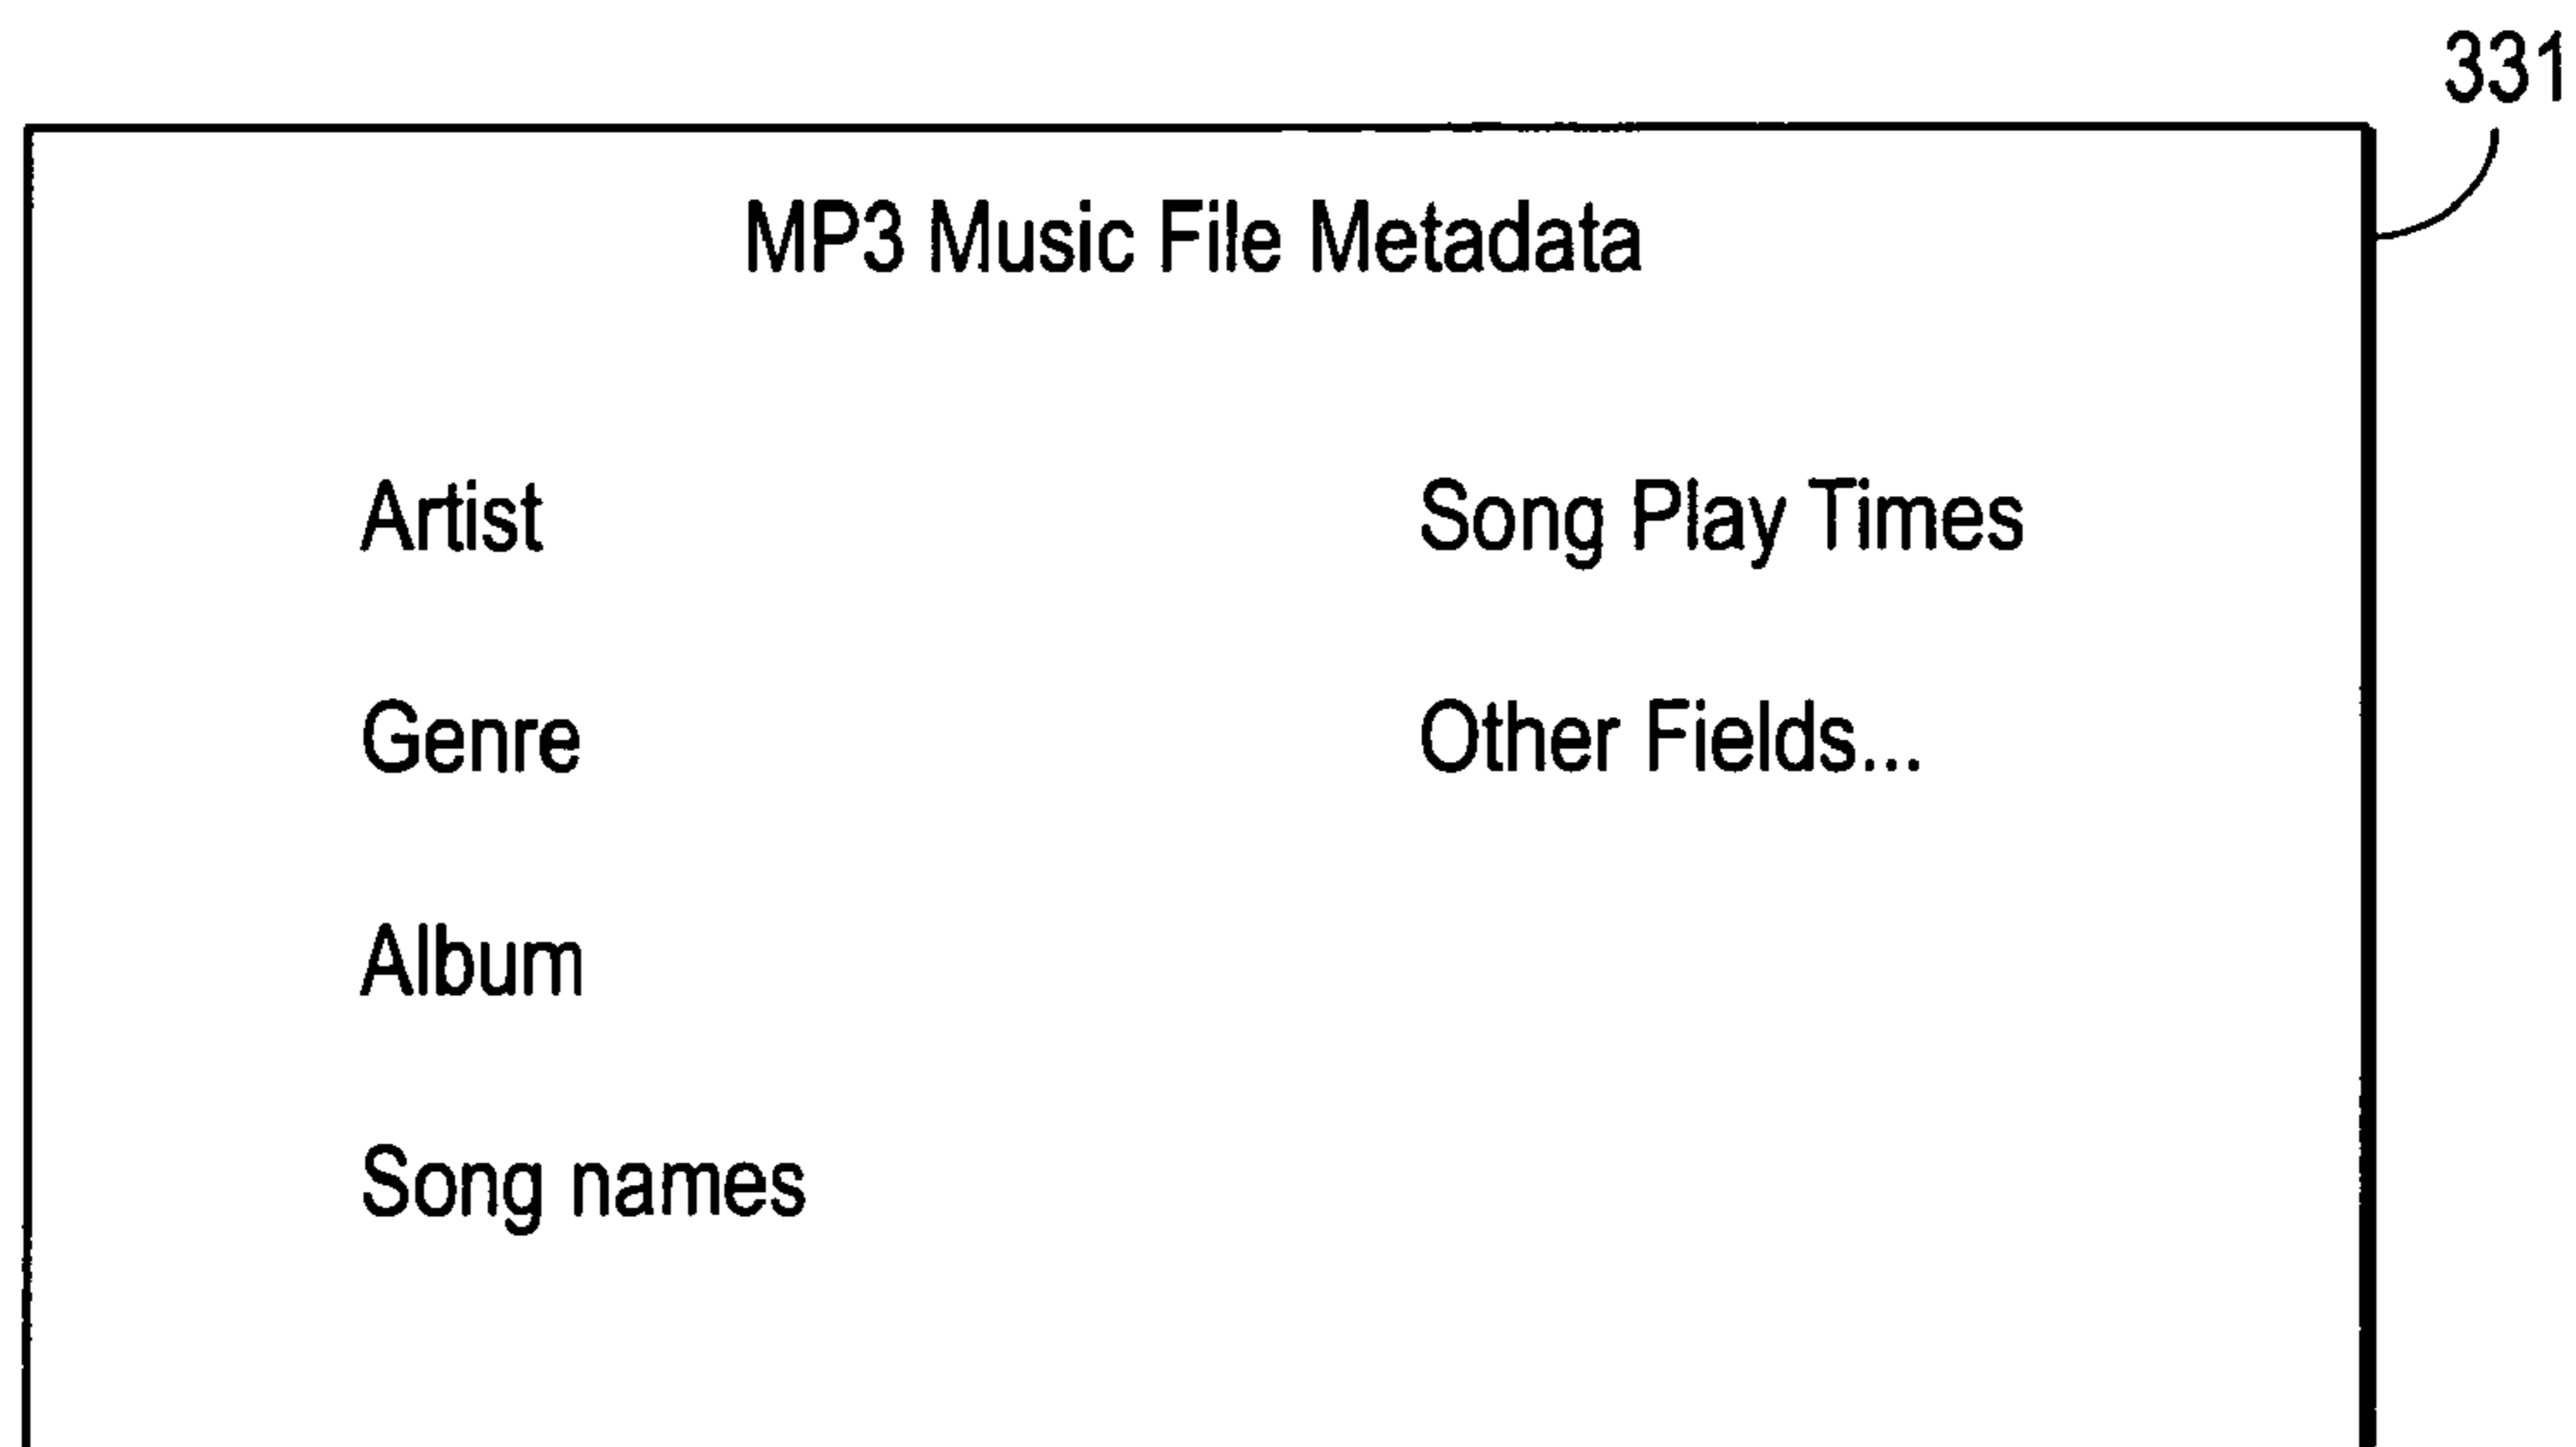 331
MP3 Music File Metadata
Artist
Genre
Album
Song names
Song Play Times
Other Fields...